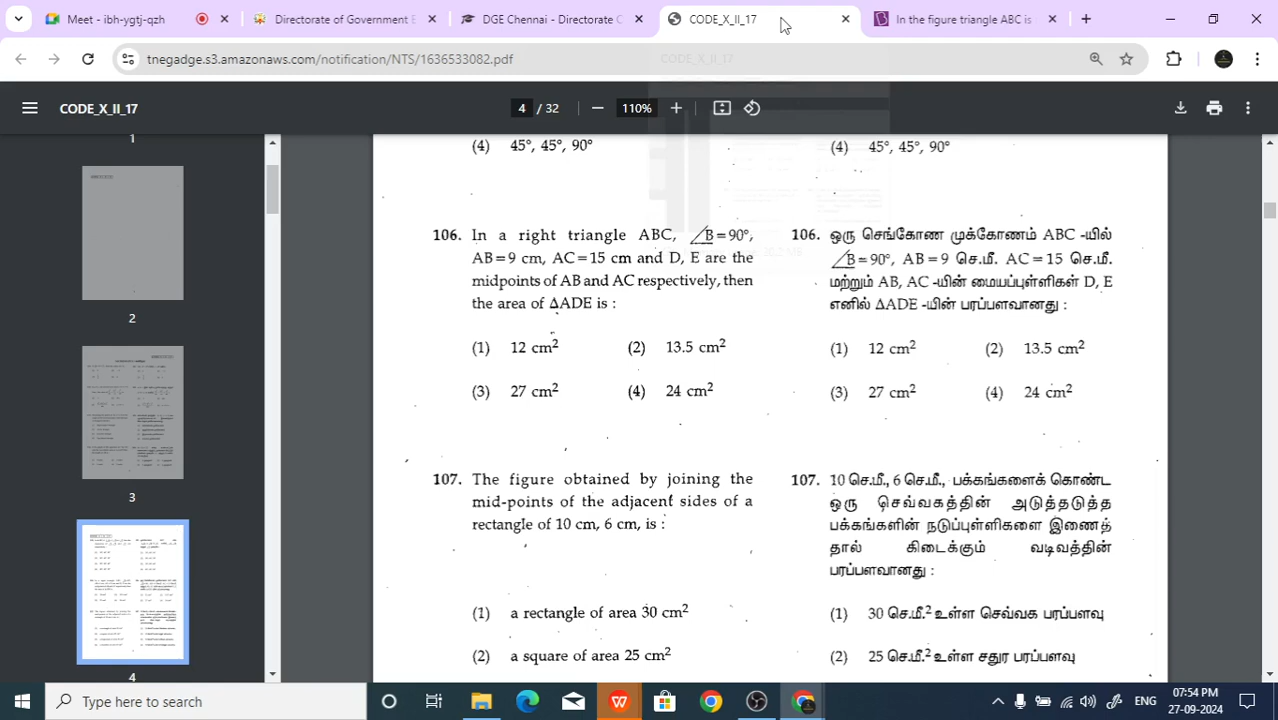 Meet - ibh-ygtj-qzh
Directorate of Government E
DGE Chennai - Directorate C
CODE_X_II_17
In the figure triangle ABC is
tnegadge.s3.amazonaws.com/notification/NTS/1636533082.pdf
CODE_X_II_17
CODE_X_II_17
4 / 32
110%
1
2
3
4
(4) 45°, 45°, 90°
(4) 45°, 45°, 90°
106. In a right triangle ABC, ∠B=90°,
AB=9 cm, AC=15 cm and D, E are the
midpoints of AB and AC respectively, then
the area of ΔADE is :
(1) 12 cm² (2) 13.5 cm²
(3) 27 cm² (4) 24 cm²
106. ஒரு செங்கோண முக்கோணம் ABC -யில்
∠B=90°, AB=9 செ.மீ. AC=15 செ.மீ.
மற்றும் AB, AC -யின் மையப்புள்ளிகள் D, E
எனில் ΔADE -யின் பரப்பளவானது :
(1) 12 cm² (2) 13.5 cm²
(3) 27 cm² (4) 24 cm²
107. The figure obtained by joining the
mid-points of the adjacent sides of a
rectangle of 10 cm, 6 cm, is :
(1) a rectangle of area 30 cm²
(2) a square of area 25 cm²
107. 10 செ.மீ., 6 செ.மீ., பக்கங்களைக் கொண்ட
ஒரு செவ்வகத்தின் அடுத்தடுத்த
பக்கங்களின் நடுப்புள்ளிகளை இணைத்
தால் கிடைக்கும் வடிவத்தின்
பரப்பளவானது :
(1) 30 செ.மீ.² உள்ள செவ்வக பரப்பளவு
(2) 25 செ.மீ.² உள்ள சதுர பரப்பளவு
Type here to search
ENG
07:54 PM
27-09-2024